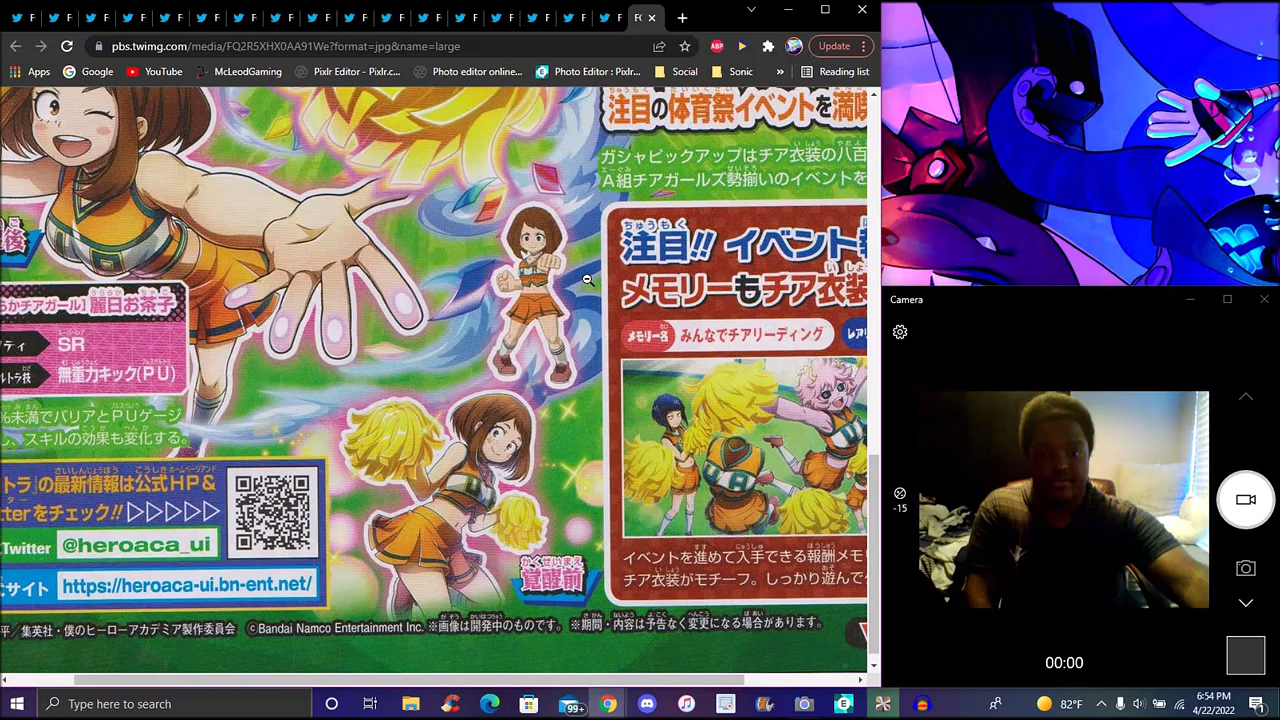 F F F F F F F F F F F F F F F F F F
pbs.twimg.com/media/FQ2R5XHX0AA91We?format=jpg&name=large
ABP
Update
Apps
Google
YouTube
McLeodGaming
Pixlr Editor - Pixlr.c...
Photo editor online...
Photo Editor : Pixlr...
Social
Sonic
»
Reading list
注目の体育祭イベントを満喫
ガシャピックアップはチア衣装の八百
A組チアガールズ勢揃いのイベントを
後
注目!! イベント報
メモリーもチア衣装
かチアガール] 麗日お茶子
SR
無重力キック(PU)
メモリー名
みんなでチアリーディング
%未満でバリアとPUゲージ
し、スキルの効果も変化する。
トラ』の最新情報は公式HP&
terをチェック!! ▷▷▷▷▷
Twitter
@heroaca_ui
サイト
https://heroaca-ui.bn-ent.net/
覚醒前
イベントを進めて入手できる報酬メモ
チア衣装がモチーフ。しっかり遊んで
平/集英社・僕のヒーローアカデミア製作委員会
©Bandai Namco Entertainment Inc. ※画像は開発中のものです。 ※期間・内容は予告なく変更になる場合があります。
Camera
-15
00:00
Type here to search
99+
82°F
6:54 PM
4/22/2022